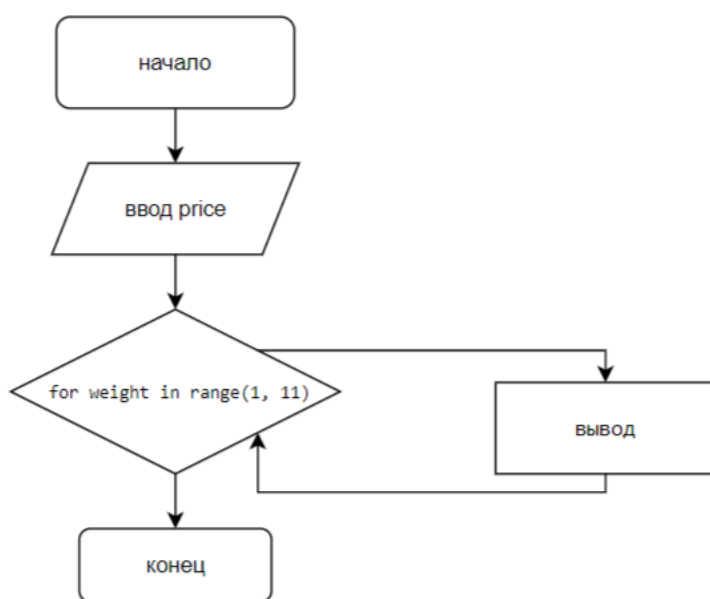 начало
ввод price
for weight in range(1, 11)
вывод
конец